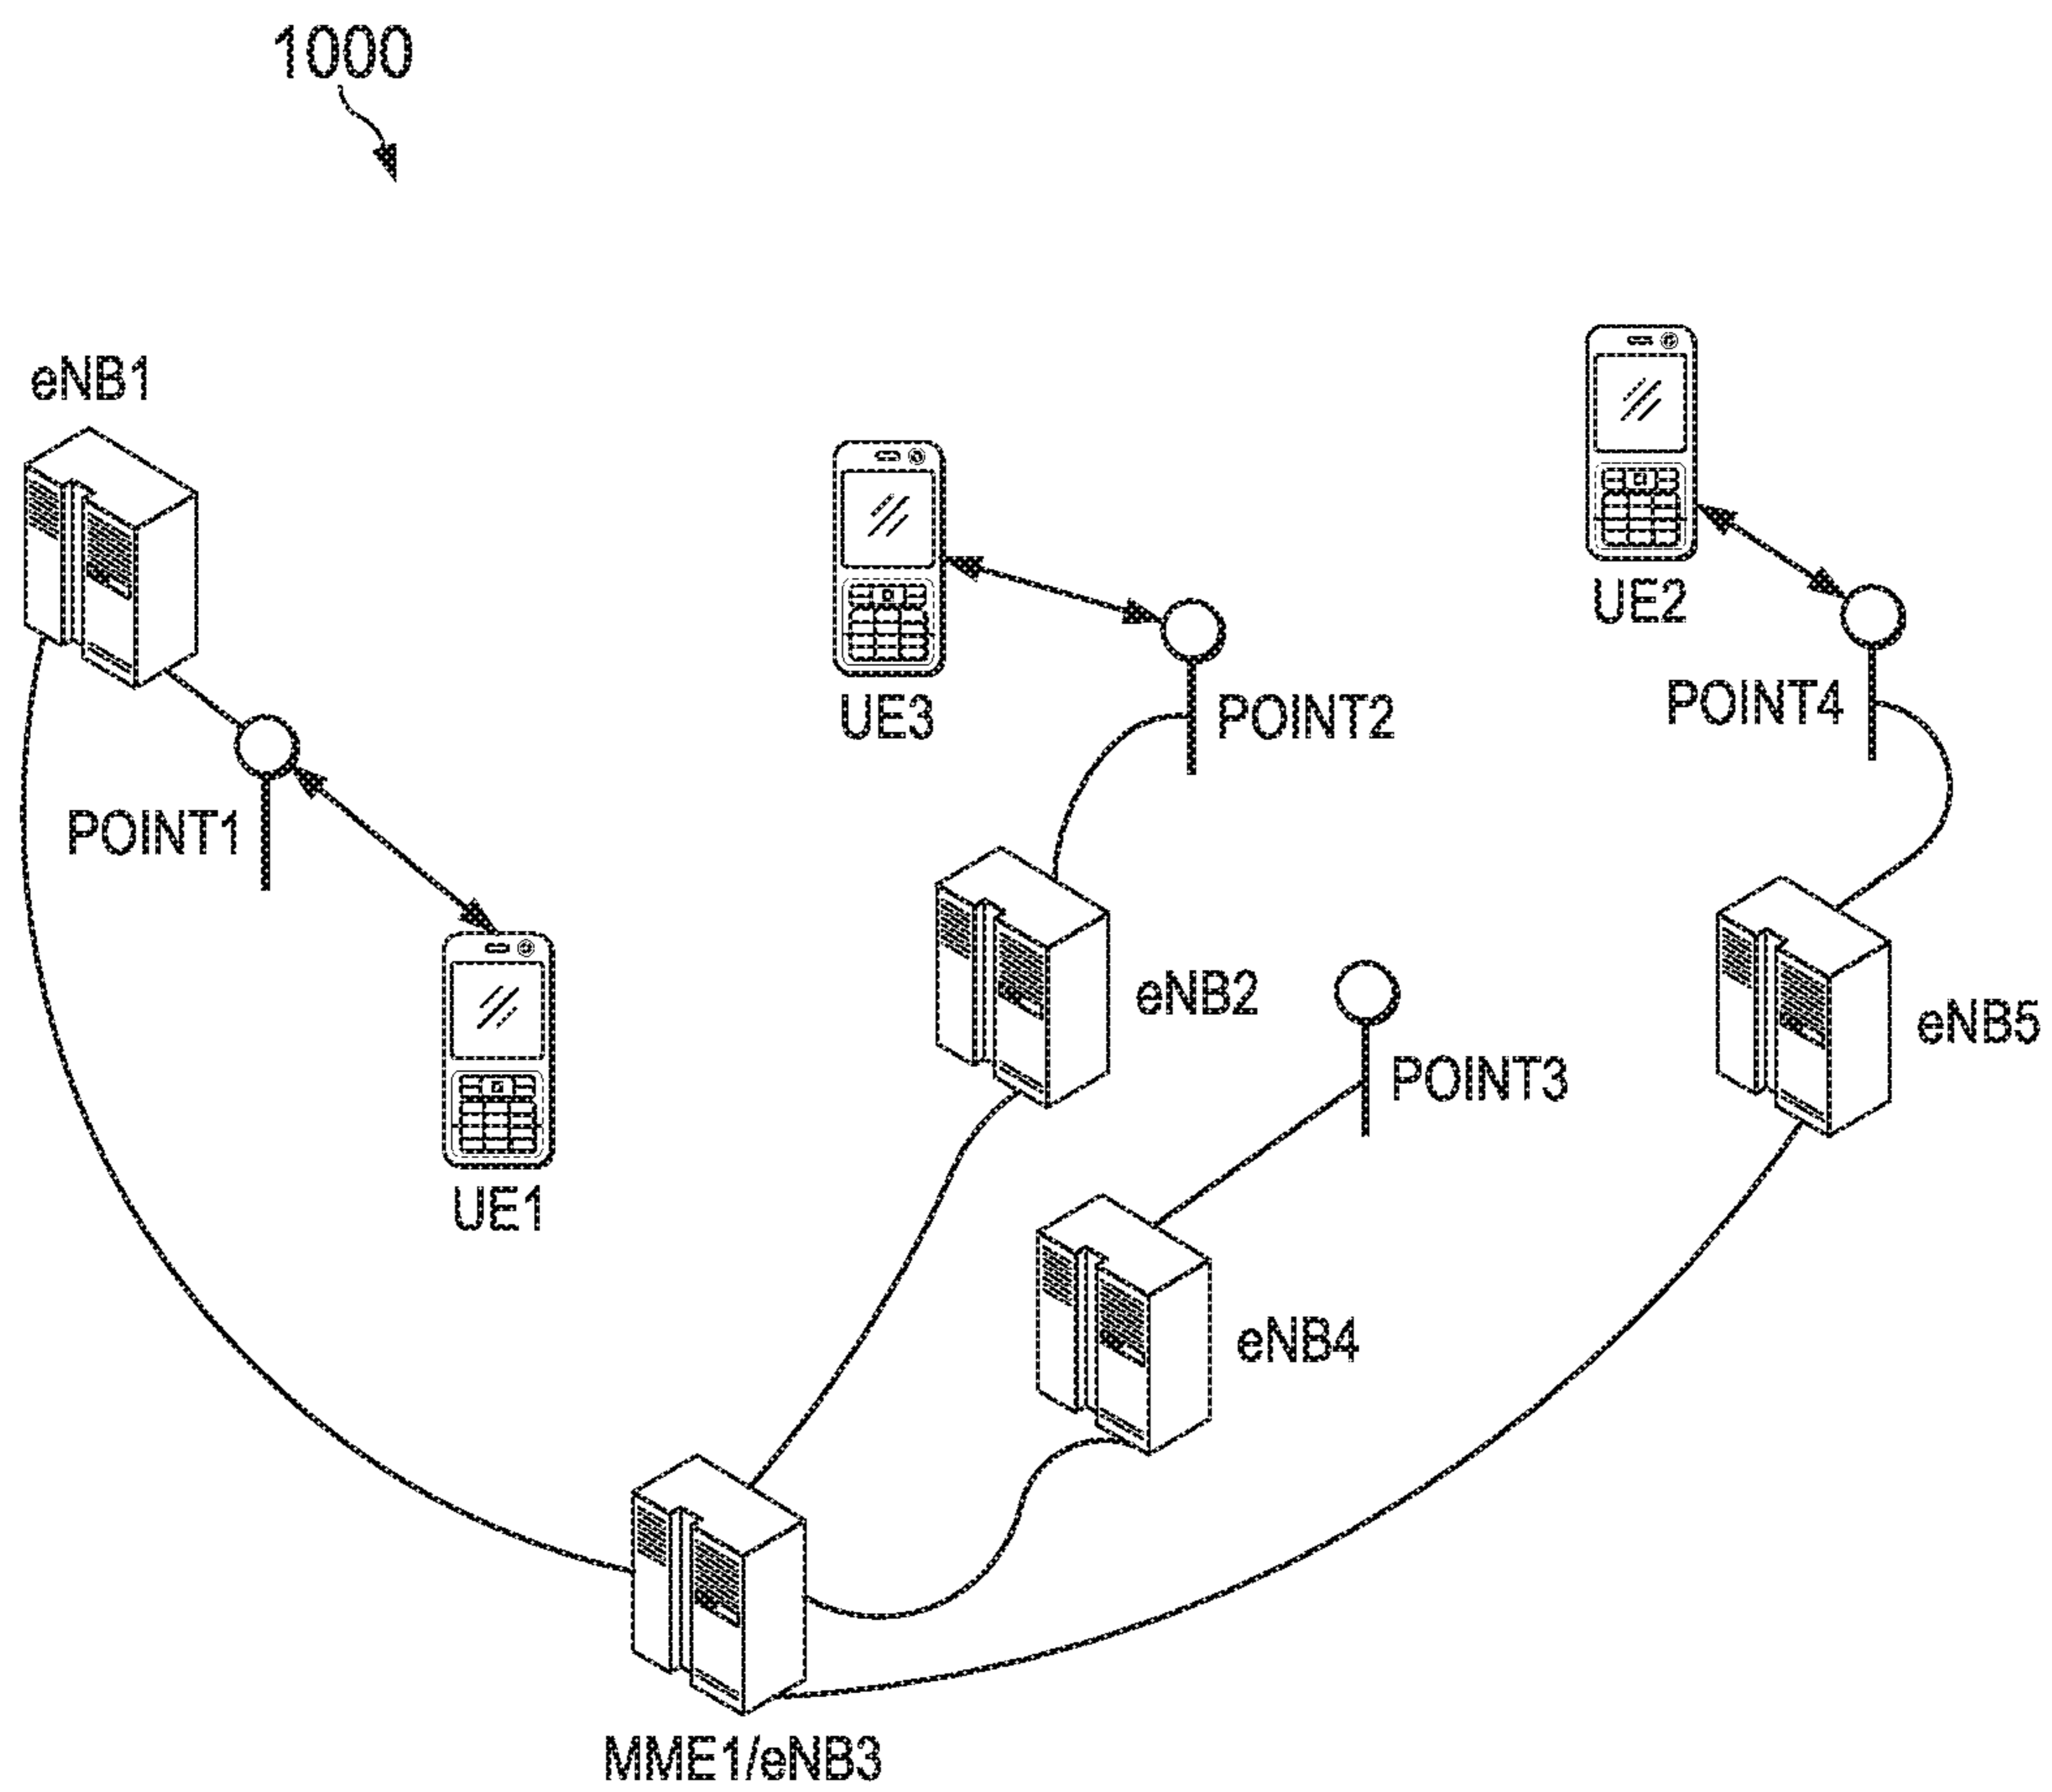 1000
eNB1
UE3
UE2
POINT2
POINT4
POINT1
eNB2
eNB5
POINT3
UE1
eNB4
MME1/eNB3